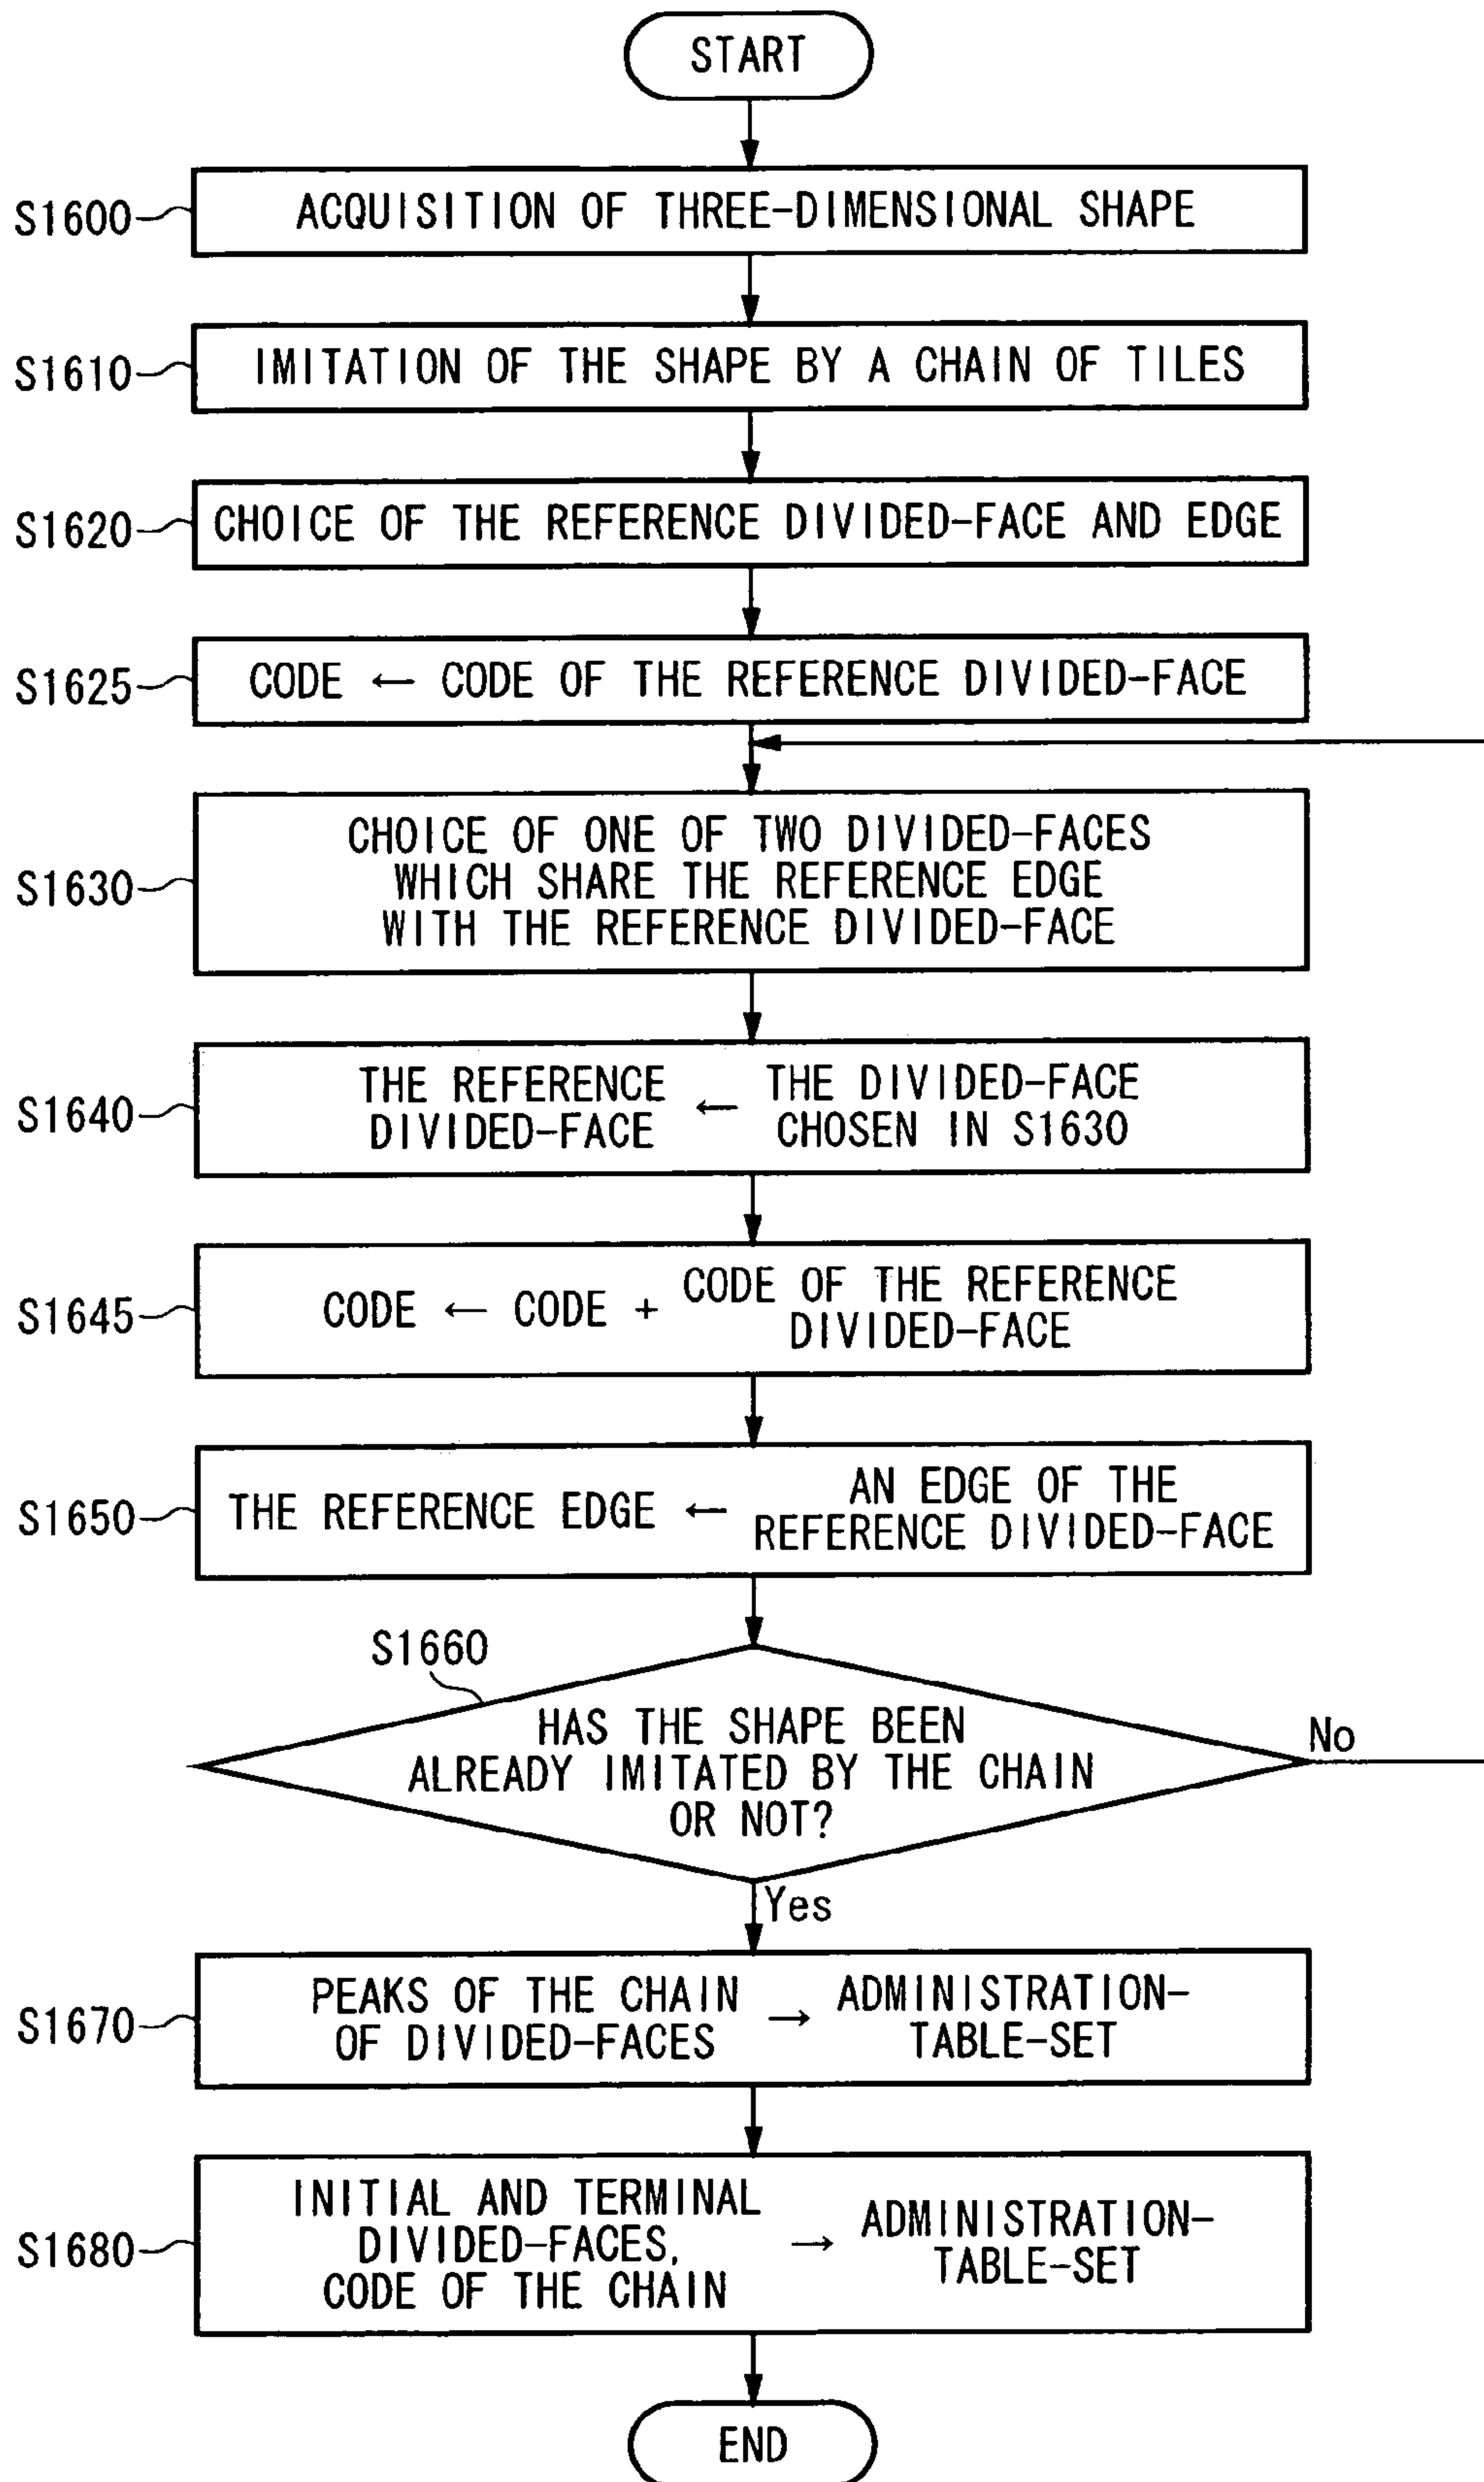 START
S1600
ACQUISITION OF THREE-DIMENSIONAL SHAPE
S1610
IMITATION OF THE SHAPE BY A CHAIN OF TILES
S1620
CHOICE OF THE REFERENCE DIVIDED-FACE AND EDGE
S1625
CODE ← CODE OF THE REFERENCE DIVIDED-FACE
S1630
CHOICE OF ONE OF TWO DIVIDED-FACES
WHICH SHARE THE REFERENCE EDGE
WITH THE REFERENCE DIVIDED-FACE
S1640
THE REFERENCE
DIVIDED-FACE
←
THE DIVIDED-FACE
CHOSEN IN S1630
S1645
CODE ← CODE +
CODE OF THE REFERENCE
DIVIDED-FACE
S1650
THE REFERENCE EDGE ←
AN EDGE OF THE
REFERENCE DIVIDED-FACE
S1660
HAS THE SHAPE BEEN
ALREADY IMITATED BY THE CHAIN
OR NOT?
No
Yes
S1670
PEAKS OF THE CHAIN
OF DIVIDED-FACES
→
ADMINISTRATION-
TABLE-SET
S1680
INITIAL AND TERMINAL
DIVIDED-FACES,
CODE OF THE CHAIN
→
ADMINISTRATION-
TABLE-SET
END